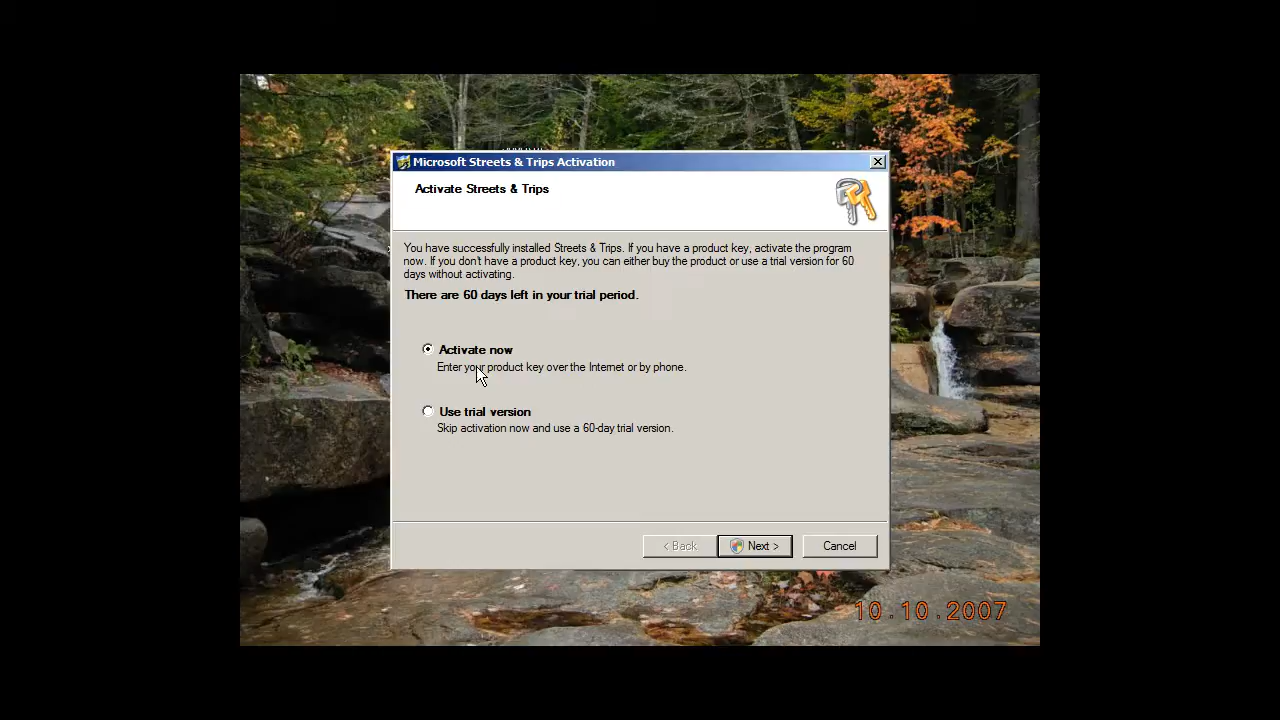 Microsoft Streets & Trips Activation
Activate Streets & Trips
You have successfully installed Streets & Trips. If you have a product key, activate the program
now. If you don't have a product key, you can either buy the product or use a trial version for 60
days without activating.
There are 60 days left in your trial period.
Activate now
Enter your product key over the Internet or by phone.
Use trial version
Skip activation now and use a 60-day trial version.
< Back
Next >
Cancel
10.10.2007